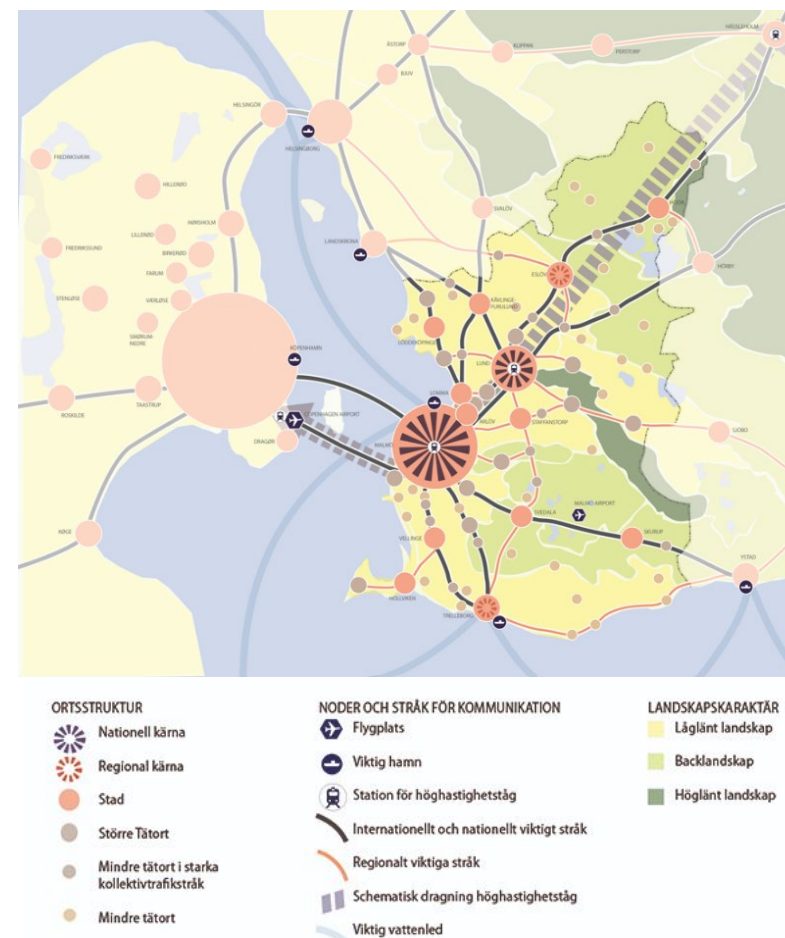 HÄSSLEHOLM
ÅSTORP
KLIPPAN
PERSTORP
BJUV
HELSINGÖR
HELSINGBORG
FREDRIKSVÆRK
HILLERØD
SVALÖV
HÖÖR
LILLERØD
HØRSHOLM
LANDSKRONA
FREDRIKSSUND
BIRKERØD
HÖRBY
FARUM
ESLÖV
STENLØSE
VÆRLØSE
KÄVLINGE-
FURULUND
SMØRUM-
NEDRE
LÖDDEKÖPINGE
KÖPENHAMN
LUND
LOMMA
TAASTRUP
ROSKILDE
COPENHAGEN AIRPORT
ARLÖV
STAFFANSTORP
SJÖBO
DRAGØR
MALMÖ
MALMÖ AIRPORT
SVEDALA
KØGE
VELLINGE
SKURUP
YSTAD
HÖLLVIKEN
TRELLEBORG
ORTSSTRUKTUR
Nationell kärna
Regional kärna
Stad
Större Tätort
Mindre tätort i starka
kollektivtrafikstråk
Mindre tätort
NODER OCH STRÅK FÖR KOMMUNIKATION
Flygplats
Viktig hamn
Station för höghastighetståg
Internationellt och nationellt viktigt stråk
Regionalt viktiga stråk
Schematisk dragning höghastighetståg
Viktig vattenled
LANDSKAPSKARAKTÄR
Låglänt landskap
Backlandskap
Höglänt landskap